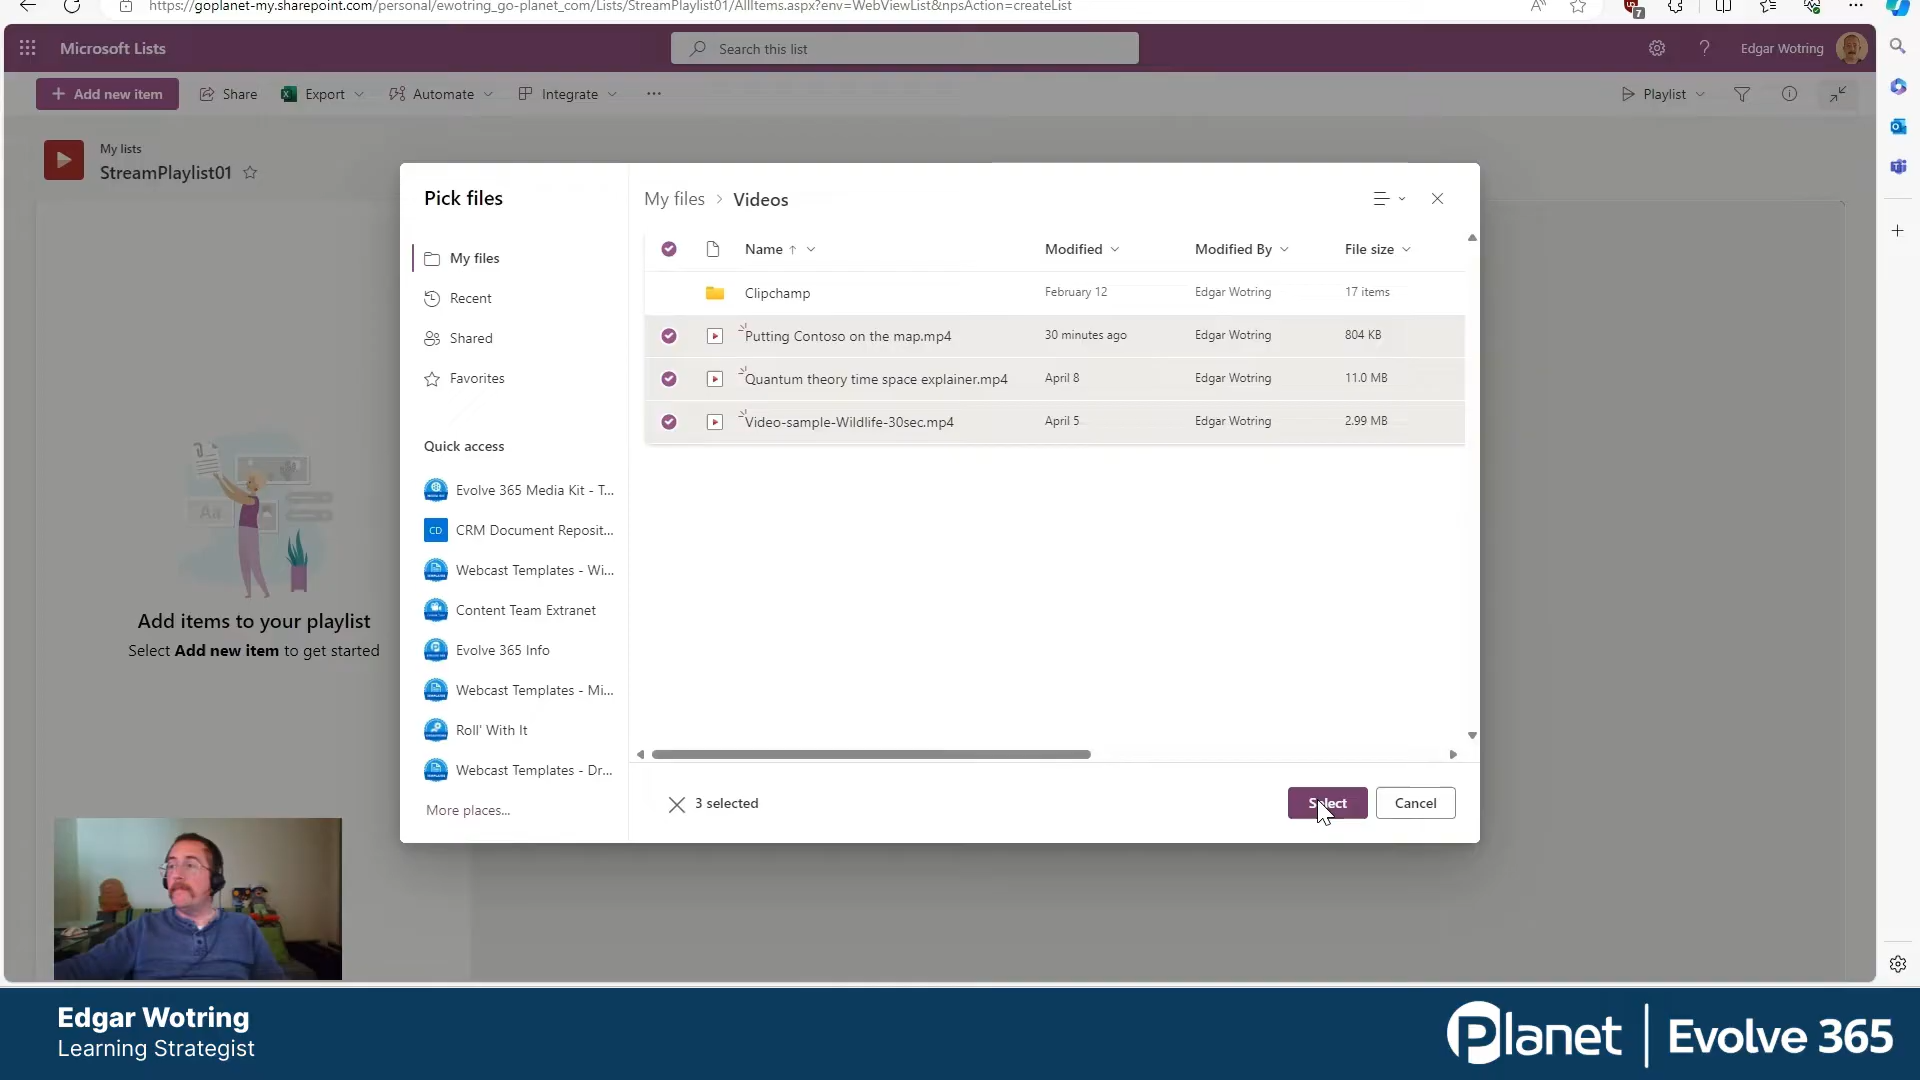 https://goplanet-my.sharepoint.com/personal/ewotring_go-planet_com/Lists/StreamPlaylist01/AllItems.aspx?env=WebViewList&npsAction=createList
7
Microsoft Lists
Search this list
Edgar Wotring
Add new item
Share
Export
Automate
Integrate
Playlist
My lists
StreamPlaylist01
Aa
Add items to your playlist
Select Add new item to get started
Pick files
My files
Recent
Shared
Favorites
Quick access
Evolve 365 Media Kit - T...
CD CRM Document Reposit...
Webcast Templates - Wi...
Content Team Extranet
Evolve 365 Info
Webcast Templates - Mi...
Roll' With It
Webcast Templates - Dr...
More places...
My files > Videos
Name Modified Modified By File size
Clipchamp February 12 Edgar Wotring 17 items
Putting Contoso on the map.mp4 30 minutes ago Edgar Wotring 804 KB
Quantum theory time space explainer.mp4 April 8 Edgar Wotring 11.0 MB
Video-sample-Wildlife-30sec.mp4 April 5 Edgar Wotring 2.99 MB
3 selected
Select
Cancel
Edgar Wotring
Learning Strategist
Planet | Evolve 365